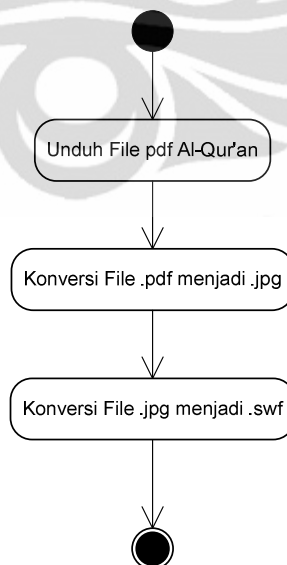 Unduh File pdf Al-Qur'an
Konversi File .pdf menjadi .jpg
Konversi File .jpg menjadi .swf